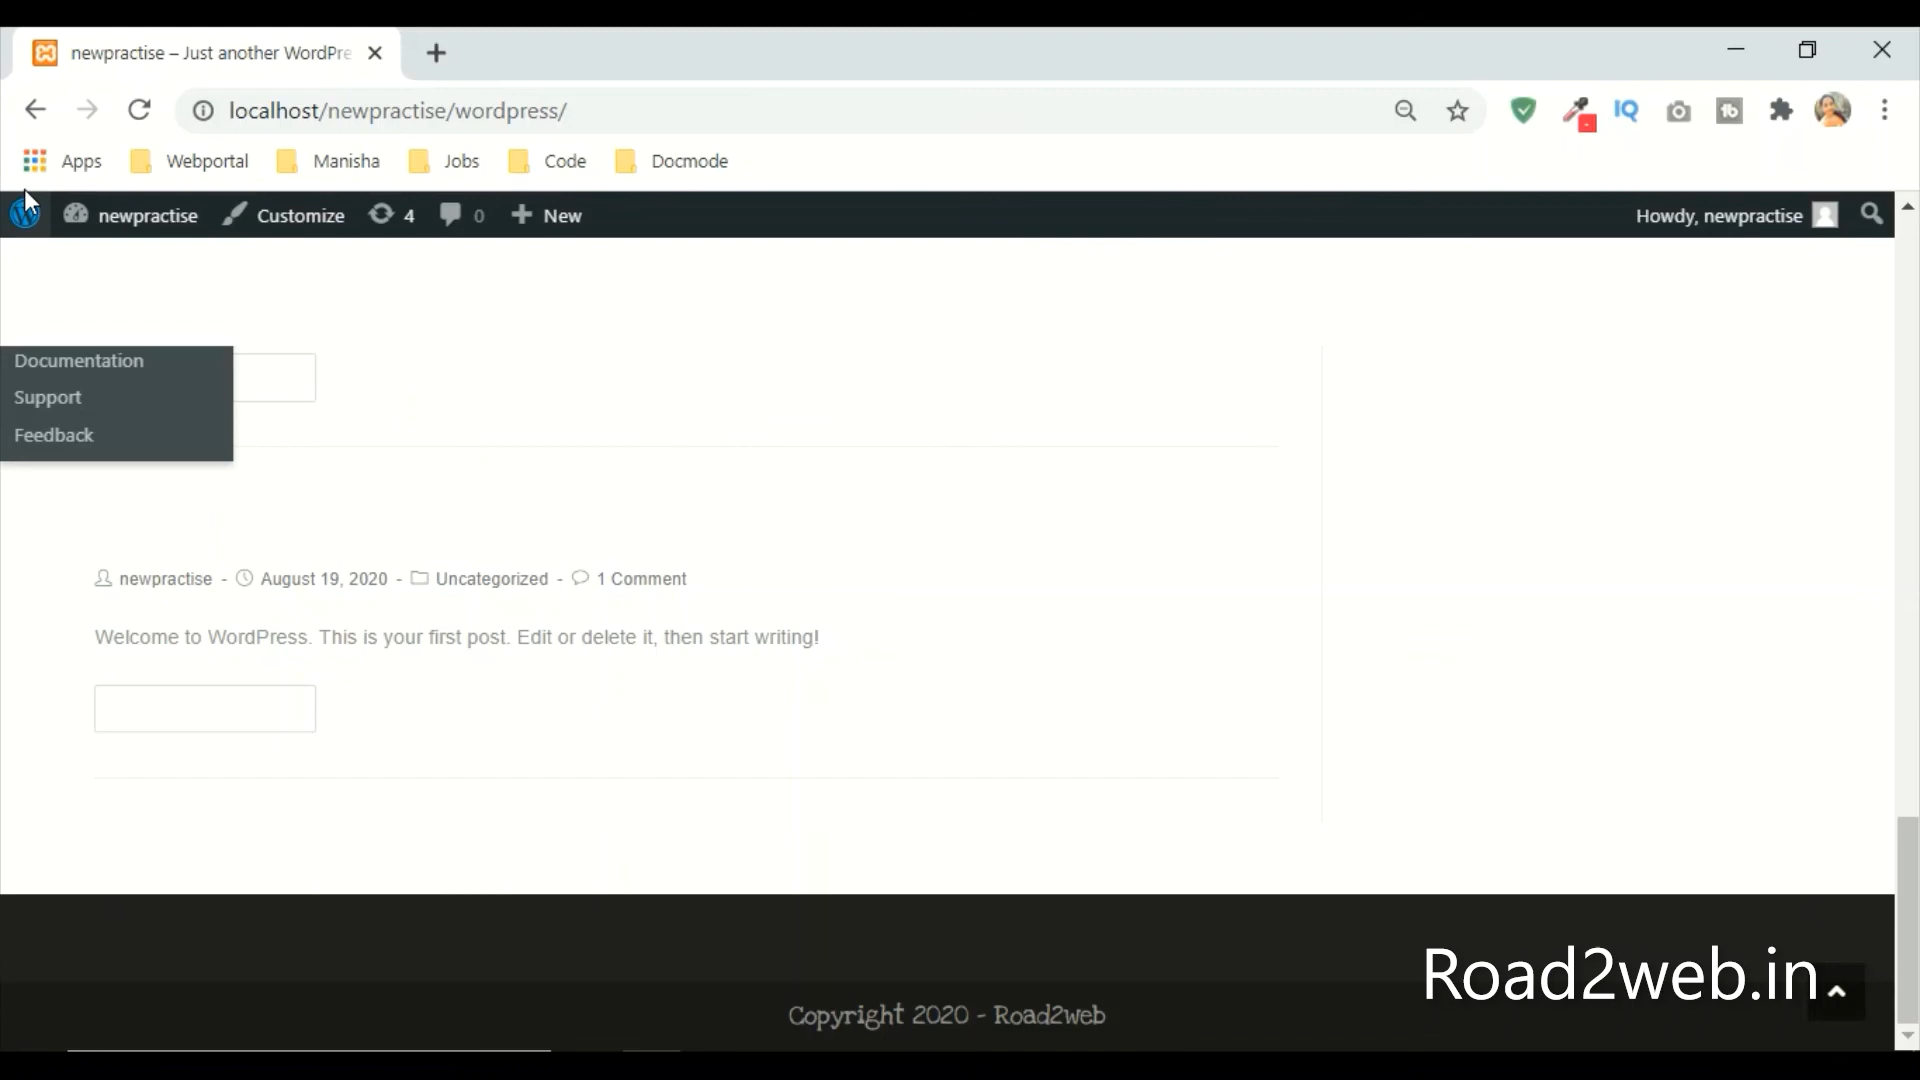 newpractise – Just another WordPre
localhost/newpractise/wordpress/
Apps Webportal Manisha Jobs Code Docmode
newpractise Customize 4 0 New Howdy, newpractise
Documentation
Support
Feedback
newpractise - August 19, 2020 - Uncategorized - 1 Comment
Welcome to WordPress. This is your first post. Edit or delete it, then start writing!
Road2web.in
Copyright 2020 - Road2web